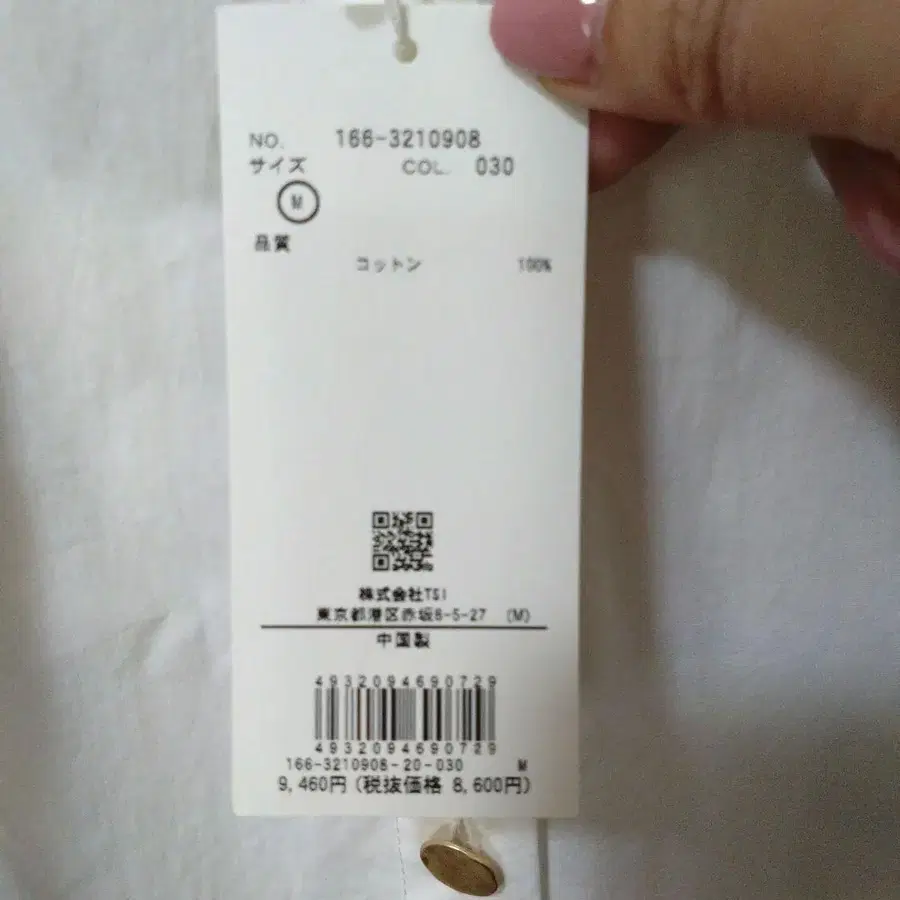 NO. 166-3210908
サイズ COL. 030
M
品質
コットン 100%
株式会社TSI
東京都港区赤坂8-5-27 (M)
中国製
4932094690729
4932094690729
166-3210908-20-030 M
9,460円(税抜価格 8,600円)